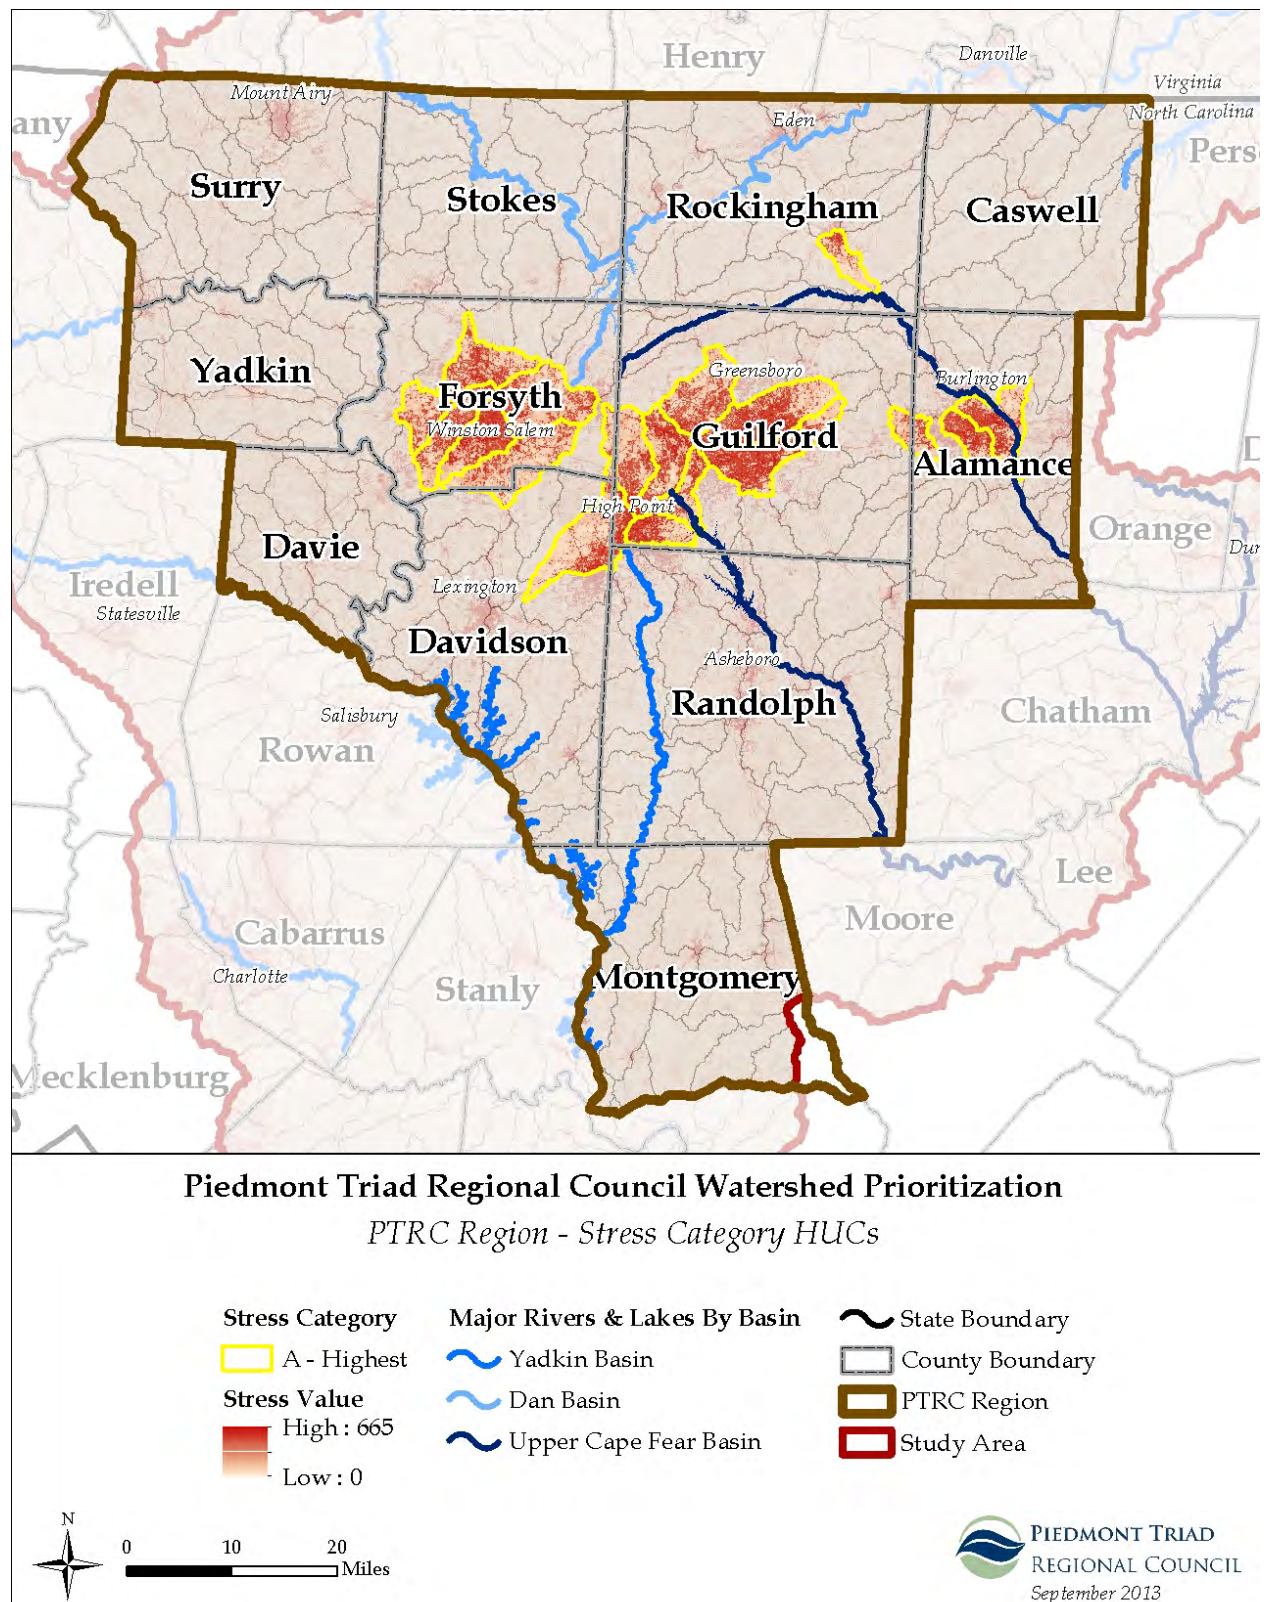 Henry
Danville
Virginia
Mount Airy
North Carolina
any
Eden
Pers
Surry
Stokes
Rockingham
Caswell
Yadkin
Greensboro
Burlington
Forsyth
Winston Salem
Guilford
Alamance
D
High Point
Orange
Davie
Dur
Iredell
Lexington
Statesville
Davidson
Asheboro
Randolph
Salisbury
Chatham
Rowan
Lee
Moore
Cabarrus
Charlotte
Stanly
Montgomery
Mecklenburg
Piedmont Triad Regional Council Watershed Prioritization
PTRC Region - Stress Category HUCs
Stress Category
A - Highest
Stress Value
High : 665
Low : 0
Major Rivers & Lakes By Basin
Yadkin Basin
Dan Basin
Upper Cape Fear Basin
State Boundary
County Boundary
PTRC Region
Study Area
N
0 10 20
Miles
PIEDMONT TRIAD
REGIONAL COUNCIL
September 2013